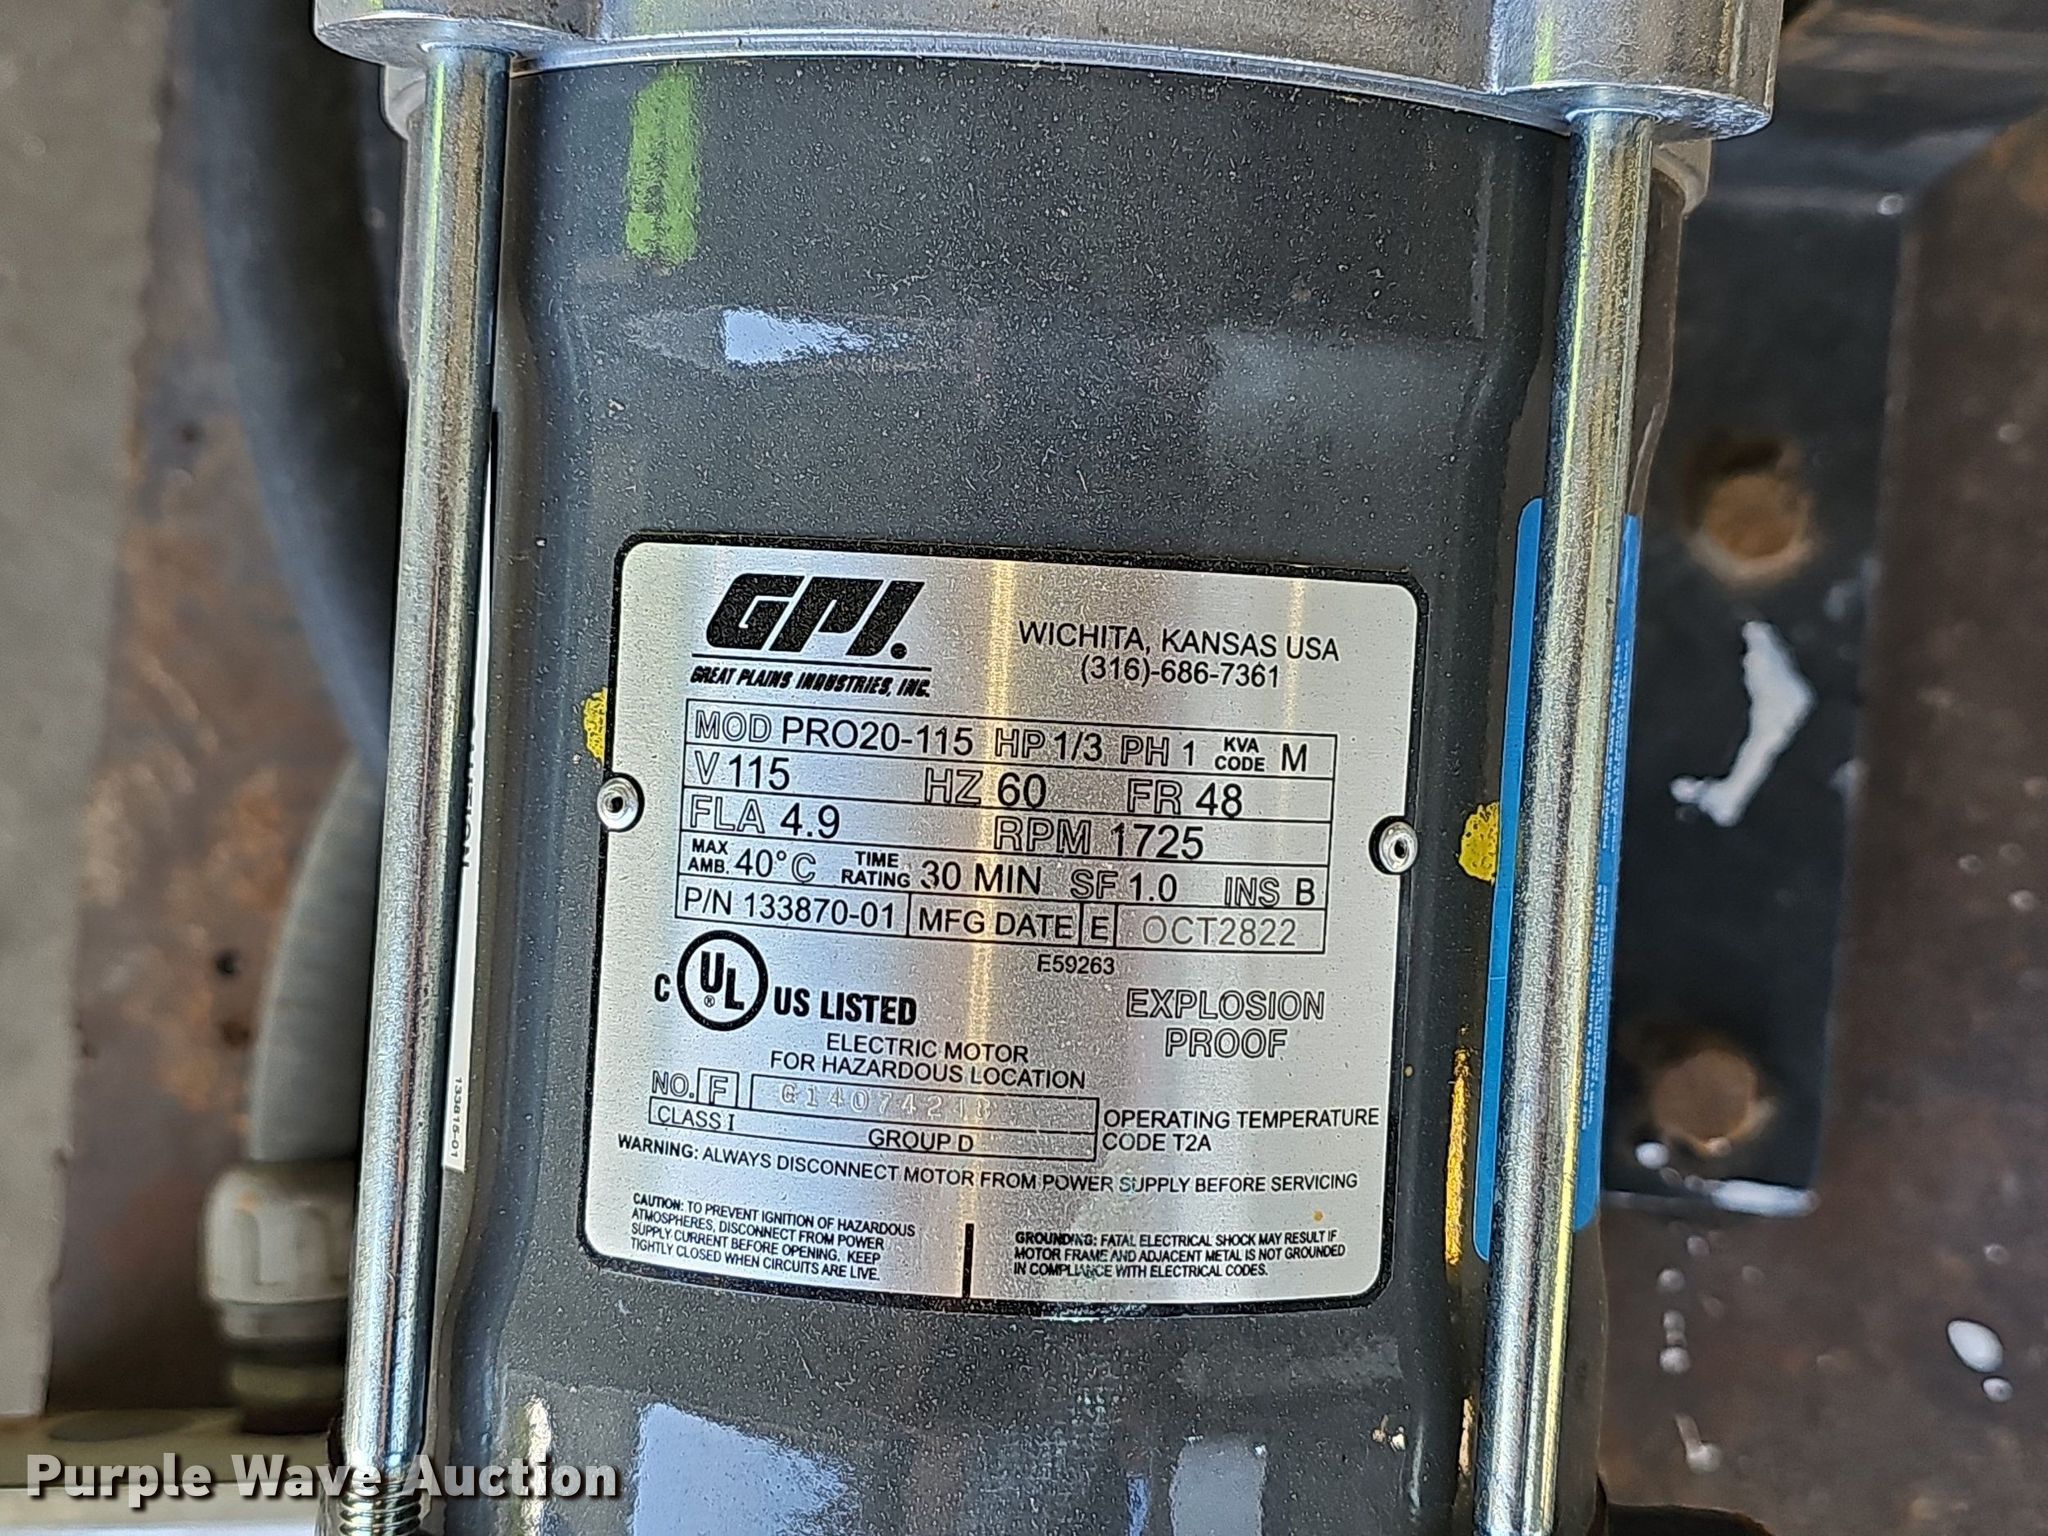 GPI.
GREAT PLAINS INDUSTRIES, INC.
WICHITA, KANSAS USA
(316)-686-7361
MOD PRO20-115 HP 1/3 PH 1 KVA CODE M
V 115 HZ 60 FR 48
FLA 4.9 RPM 1725
MAX AMB. 40°C TIME RATING 30 MIN SF 1.0 INS B
P/N 133870-01 MFG DATE E OCT2822
E59263
C UL ® US LISTED
EXPLOSION
PROOF
ELECTRIC MOTOR
FOR HAZARDOUS LOCATION
NO. F
CLASS I
GROUP D
OPERATING TEMPERATURE
CODE T2A
WARNING: ALWAYS DISCONNECT MOTOR FROM POWER SUPPLY BEFORE SERVICING
CAUTION: TO PREVENT IGNITION OF HAZARDOUS
ATMOSPHERES, DISCONNECT FROM POWER
SUPPLY CURRENT BEFORE OPENING. KEEP
TIGHTLY CLOSED WHEN CIRCUITS ARE LIVE.
GROUNDING: FATAL ELECTRICAL SHOCK MAY RESULT IF
MOTOR FRAME AND ADJACENT METAL IS NOT GROUNDED
IN COMPLIANCE WITH ELECTRICAL CODES.
133815-01
Purple Wave Auction